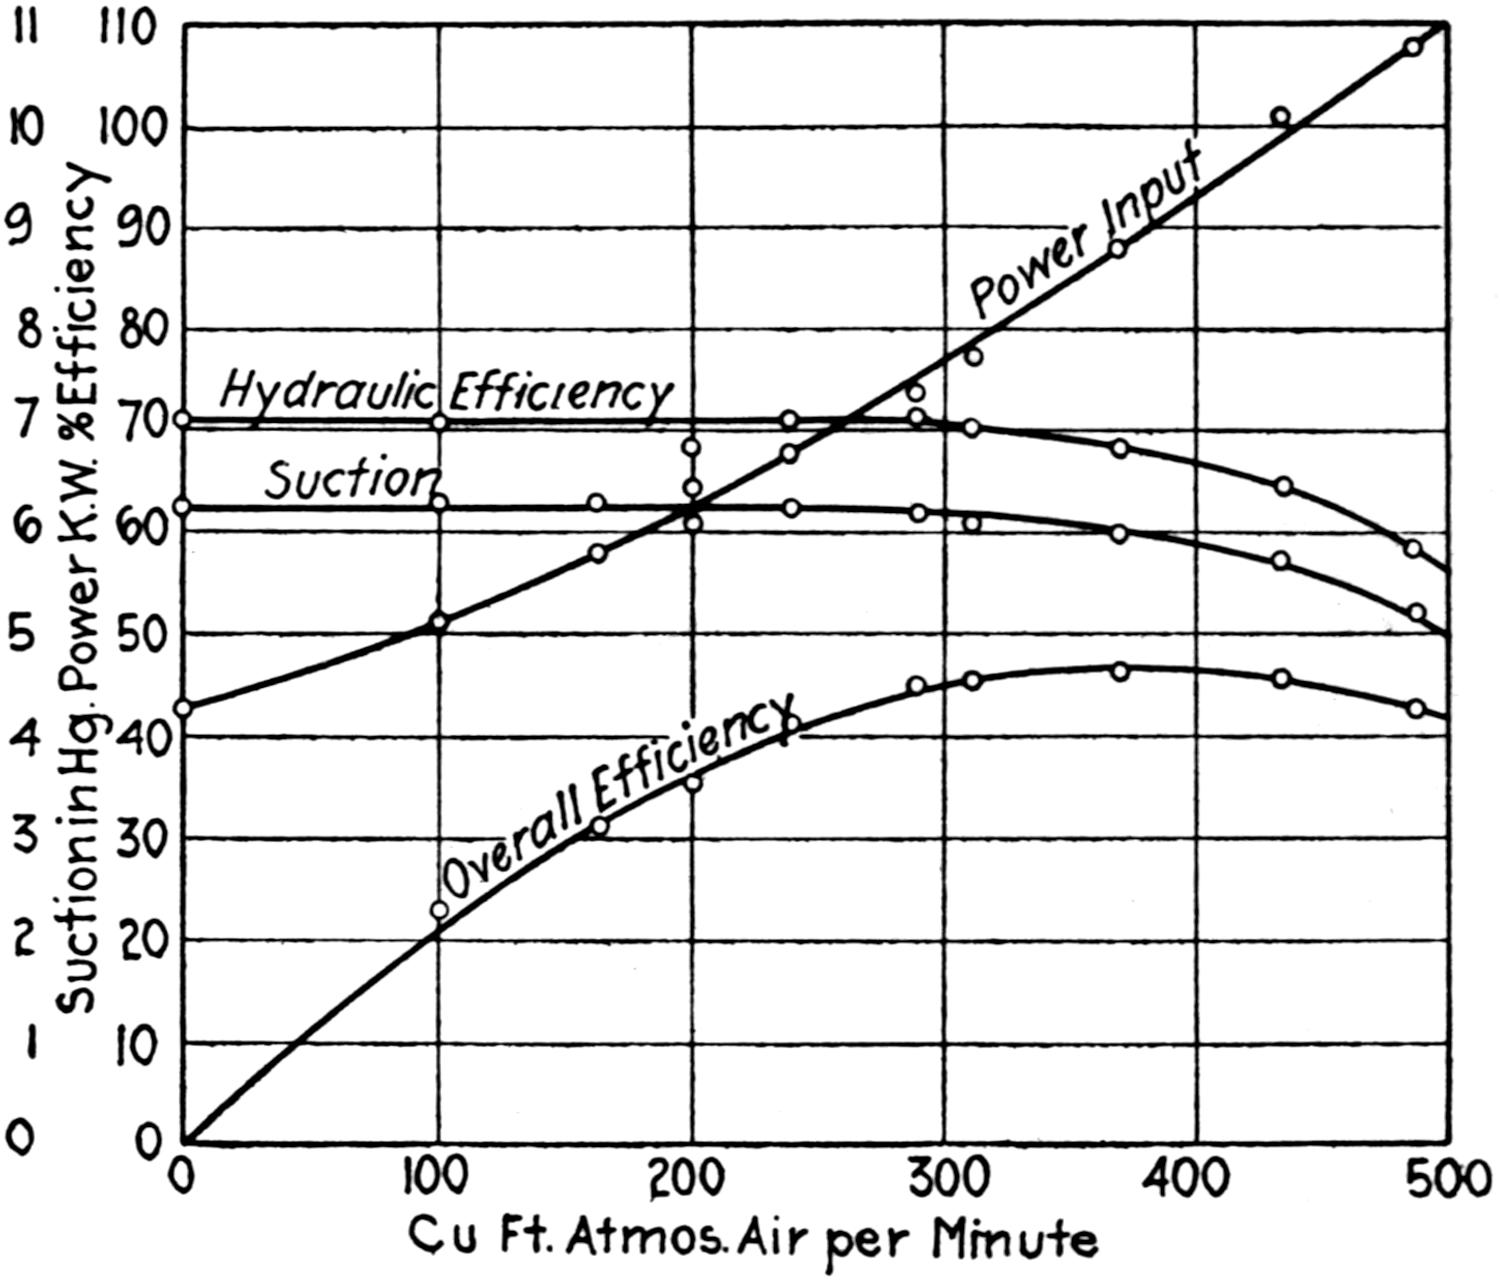 11 110
10 100
9 90
8 80
7 70
6 60
5 50
4 40
3 30
2 20
1 10
0 0
Suction in Hg. Power K.W. % Efficiency
Power Input
Hydraulic Efficiency
Suction
Overall Efficiency
0 100 200 300 400 500
Cu Ft. Atmos. Air per Minute